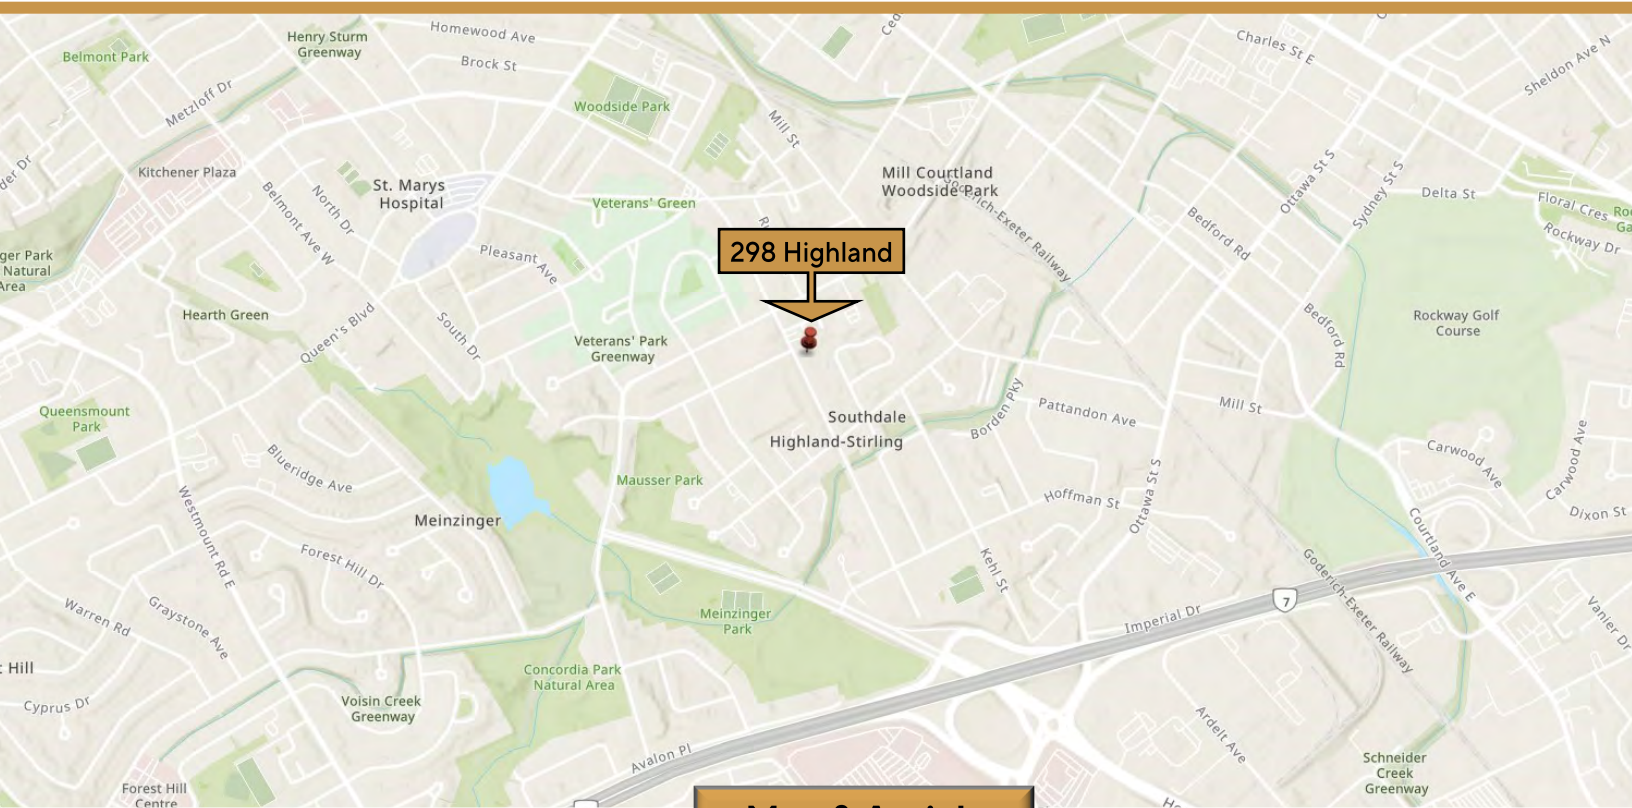 Belmont Park
Henry Sturm
Greenway
Homewood Ave
Brock St
Metzloff Dr
Woodside Park
Mill St
Charles St E
Sheldon Ave N
Kitchener Plaza
St. Marys
Hospital
Veterans' Green
Mill Courtland
Woodside Park
Goderich-Exeter Railway
Ottawa St S
Sydney St S
Delta St
Floral Cres
Rockway Dr
Belmont Ave W
North Dr
Pleasant Ave
298 Highland
Bedford Rd
Natural
Area
Hearth Green
Queen's Blvd
South Dr
Veterans' Park
Greenway
Bedford Rd
Rockway Golf
Course
Queensmount
Park
Southdale
Highland-Stirling
Borden Pky
Pattandon Ave
Mill St
Carwood Ave
Carwood Ave
Blueridge Ave
Mausser Park
Hoffman St
Ottawa St S
Dixon St
Meinzinger
Westmount Rd E
Forest Hill Dr
Kehl St
Courtland Ave E
Goderich-Exeter Railway
7
Imperial Dr
Vanier Dr
Warren Rd
Graystone Ave
Meinzinger
Park
Hill
Cyprus Dr
Voisin Creek
Greenway
Concordia Park
Natural Area
Avalon Pl
Ardelt Ave
Schneider
Creek
Greenway
Forest Hill
Centre